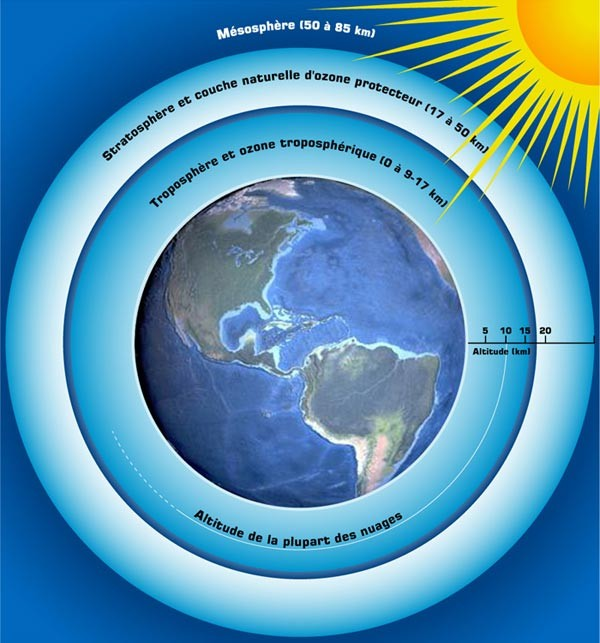 Mésosphère (50 à 85 km)
Stratosphère et couche naturelle d'ozone protecteur (17 à 50 km)
Troposphère et ozone troposphérique (0 à 9-17 km)
5 10 15 20
Altitude (km)
Altitude de la plupart des nuages